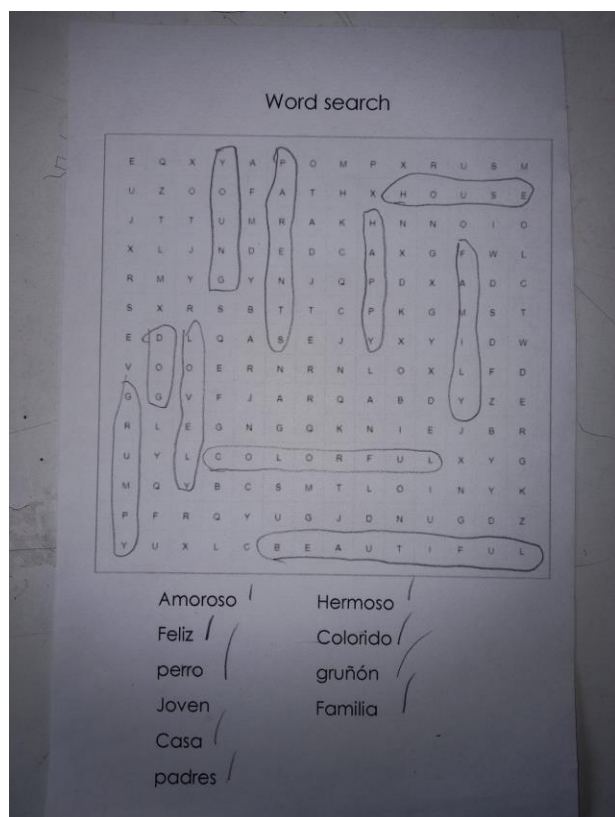 Word search
E Q X Y A P O M P X R U S M
U Z O O F A T H X H O U S E
J T T U M R A K H N N O I O
X L J N D E D C A X G F W L
R M Y G Y N J Q P D X A D C
S X R S B T T C P K G M S T
E D L Q A S E J Y X Y I D W
V O O E R N R N L O X L F D
G G V F J A R Q A B D Y Z E
R L E G N G Q K N I E J B R
U Y L C O L O R F U L X Y G
M Q Y B C S M T L O I N Y K
P F R Q Y U G J D N U G D Z
Y U X L C B E A U T I F U L
Amoroso Hermoso
Feliz Colorido
perro gruñón
Joven Familia
Casa
padres